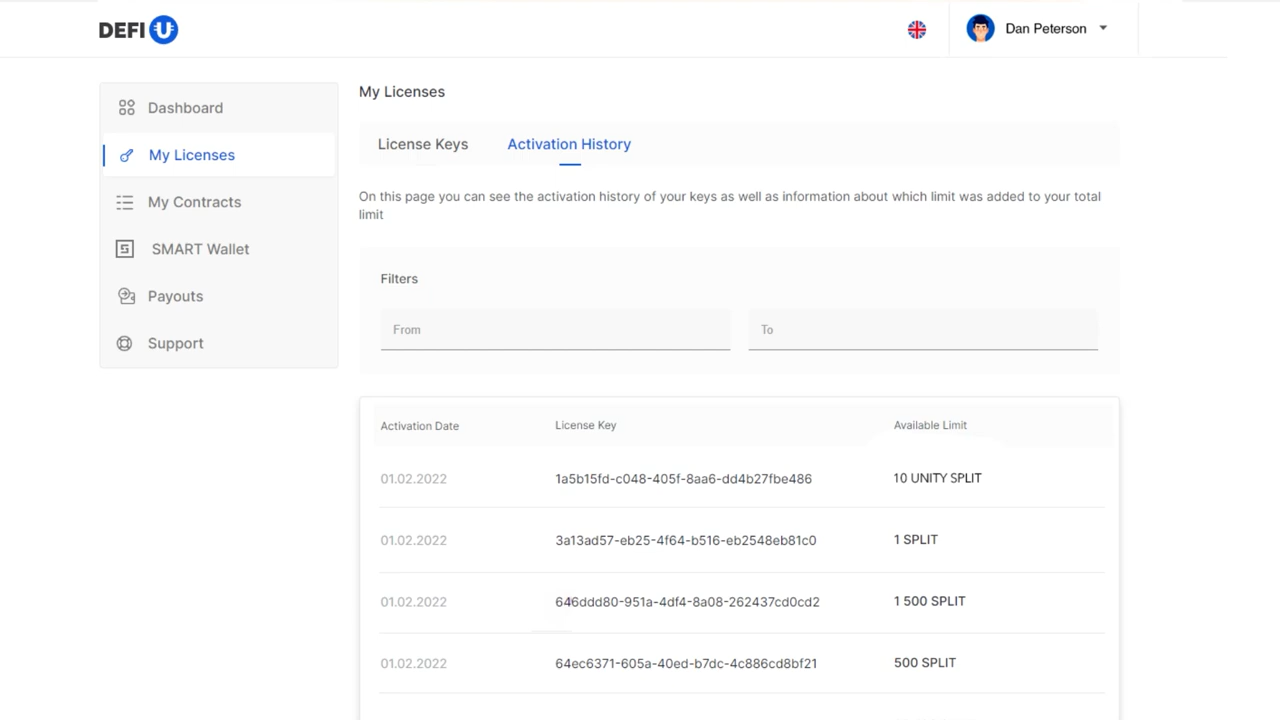 DEFI U
Dan Peterson
Dashboard
My Licenses
My Contracts
SMART Wallet
Payouts
Support
My Licenses
License Keys Activation History
On this page you can see the activation history of your keys as well as information about which limit was added to your total
limit
Filters
From To
Activation Date License Key Available Limit
01.02.2022 1a5b15fd-c048-405f-8aa6-dd4b27fbe486 10 UNITY SPLIT
01.02.2022 3a13ad57-eb25-4f64-b516-eb2548eb81c0 1 SPLIT
01.02.2022 646ddd80-951a-4df4-8a08-262437cd0cd2 1 500 SPLIT
01.02.2022 64ec6371-605a-40ed-b7dc-4c886cd8bf21 500 SPLIT